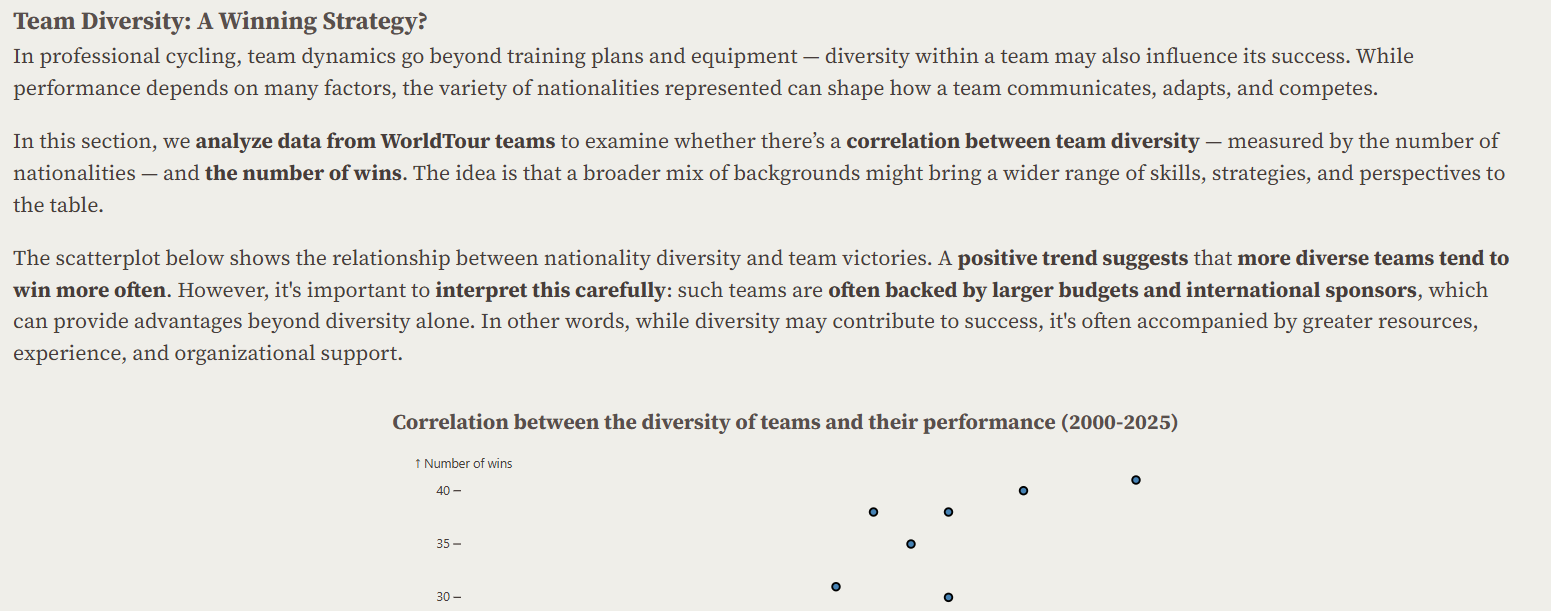 Team Diversity: A Winning Strategy?
In professional cycling, team dynamics go beyond training plans and equipment — diversity within a team may also influence its success. While
performance depends on many factors, the variety of nationalities represented can shape how a team communicates, adapts, and competes.
In this section, we analyze data from WorldTour teams to examine whether there’s a correlation between team diversity — measured by the number of
nationalities — and the number of wins. The idea is that a broader mix of backgrounds might bring a wider range of skills, strategies, and perspectives to
the table.
The scatterplot below shows the relationship between nationality diversity and team victories. A positive trend suggests that more diverse teams tend to
win more often. However, it's important to interpret this carefully: such teams are often backed by larger budgets and international sponsors, which
can provide advantages beyond diversity alone. In other words, while diversity may contribute to success, it's often accompanied by greater resources,
experience, and organizational support.
Correlation between the diversity of teams and their performance (2000-2025)
↑ Number of wins
40
35
30